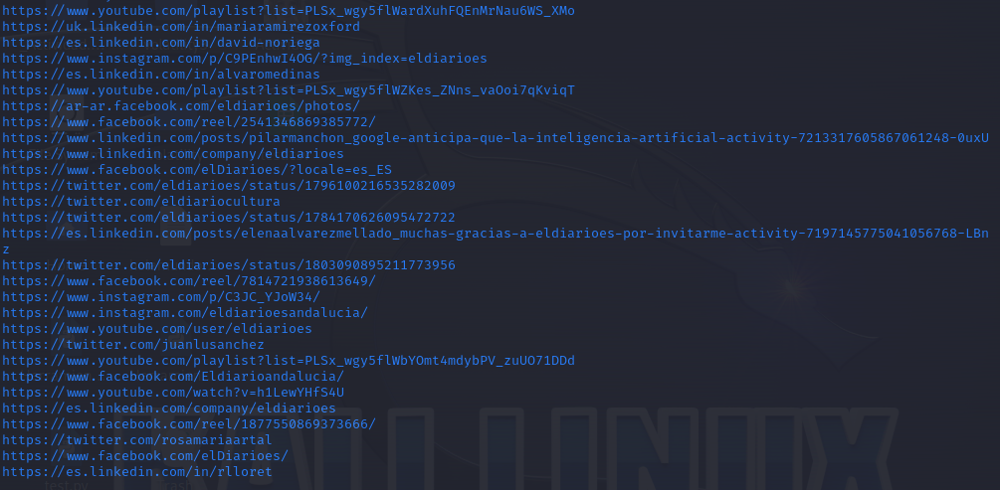 https://www.youtube.com/playlist?list=PLSx_wgy5flWardXuhFQEnMrNau6WS_XMo
https://uk.linkedin.com/in/mariaramirezoxford
https://es.linkedin.com/in/david-noriega
https://www.instagram.com/p/C9PEnhwI4OG/?img_index=eldiarioes
https://es.linkedin.com/in/alvaromedinas
https://www.youtube.com/playlist?list=PLSx_wgy5flWZKes_ZNns_vaOoi7qKviqT
https://ar-ar.facebook.com/eldiarioes/photos/
https://www.facebook.com/reel/2541346869385772/
https://www.linkedin.com/posts/pilarmanchon_google-anticipa-que-la-inteligencia-artificial-activity-7213317605867061248-0uxU
https://www.linkedin.com/company/eldiarioes
https://www.facebook.com/elDiarioes/?locale=es_ES
https://twitter.com/eldiarioes/status/1796100216535282009
https://twitter.com/eldiariocultura
https://twitter.com/eldiarioes/status/1784170626095472722
https://es.linkedin.com/posts/elenaalvarezmellado_muchas-gracias-a-eldiarioes-por-invitarme-activity-7197145775041056768-LBn
z
https://twitter.com/eldiarioes/status/1803090895211773956
https://www.facebook.com/reel/7814721938613649/
https://www.instagram.com/p/C3JC_YJoW34/
https://www.instagram.com/eldiarioesandalucia/
https://www.youtube.com/user/eldiarioes
https://twitter.com/juanlusanchez
https://www.youtube.com/playlist?list=PLSx_wgy5flWbYOmt4mdybPV_zuUO71DDd
https://www.facebook.com/Eldiarioandalucia/
https://www.youtube.com/watch?v=h1LewYHfS4U
https://es.linkedin.com/company/eldiarioes
https://www.facebook.com/reel/1877550869373666/
https://twitter.com/rosamariaartal
https://www.facebook.com/elDiarioes/
https://es.linkedin.com/in/rlloret
KALI LINUX